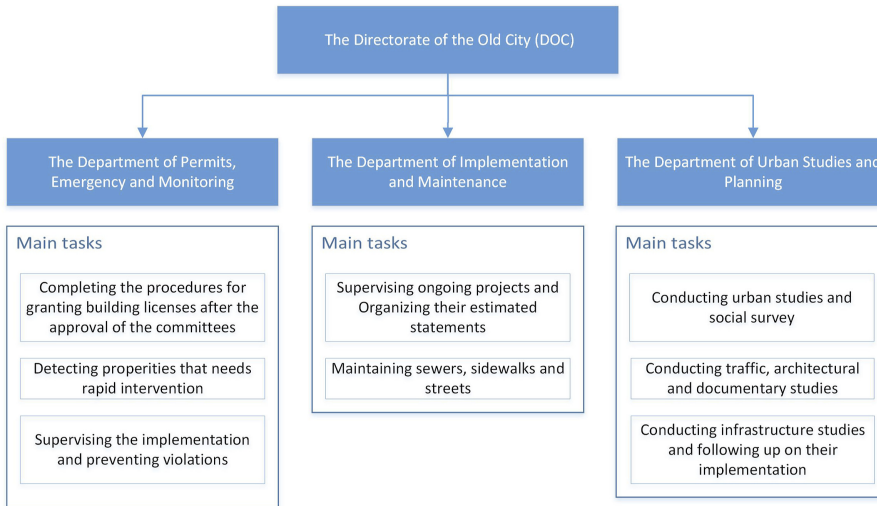 The Directorate of the Old City (DOC)
The Department of Permits,
Emergency and Monitoring
The Department of Implementation
and Maintenance
The Department of Urban Studies and
Planning
Main tasks
Completing the procedures for
granting building licenses after the
approval of the committees
Detecting properities that needs
rapid intervention
Supervising the implementation
and preventing violations
Main tasks
Supervising ongoing projects and
Organizing their estimated
statements
Maintaining sewers, sidewalks and
streets
Main tasks
Conducting urban studies and
social survey
Conducting traffic, architectural
and documentary studies
Conducting infrastructure studies
and following up on their
implementation